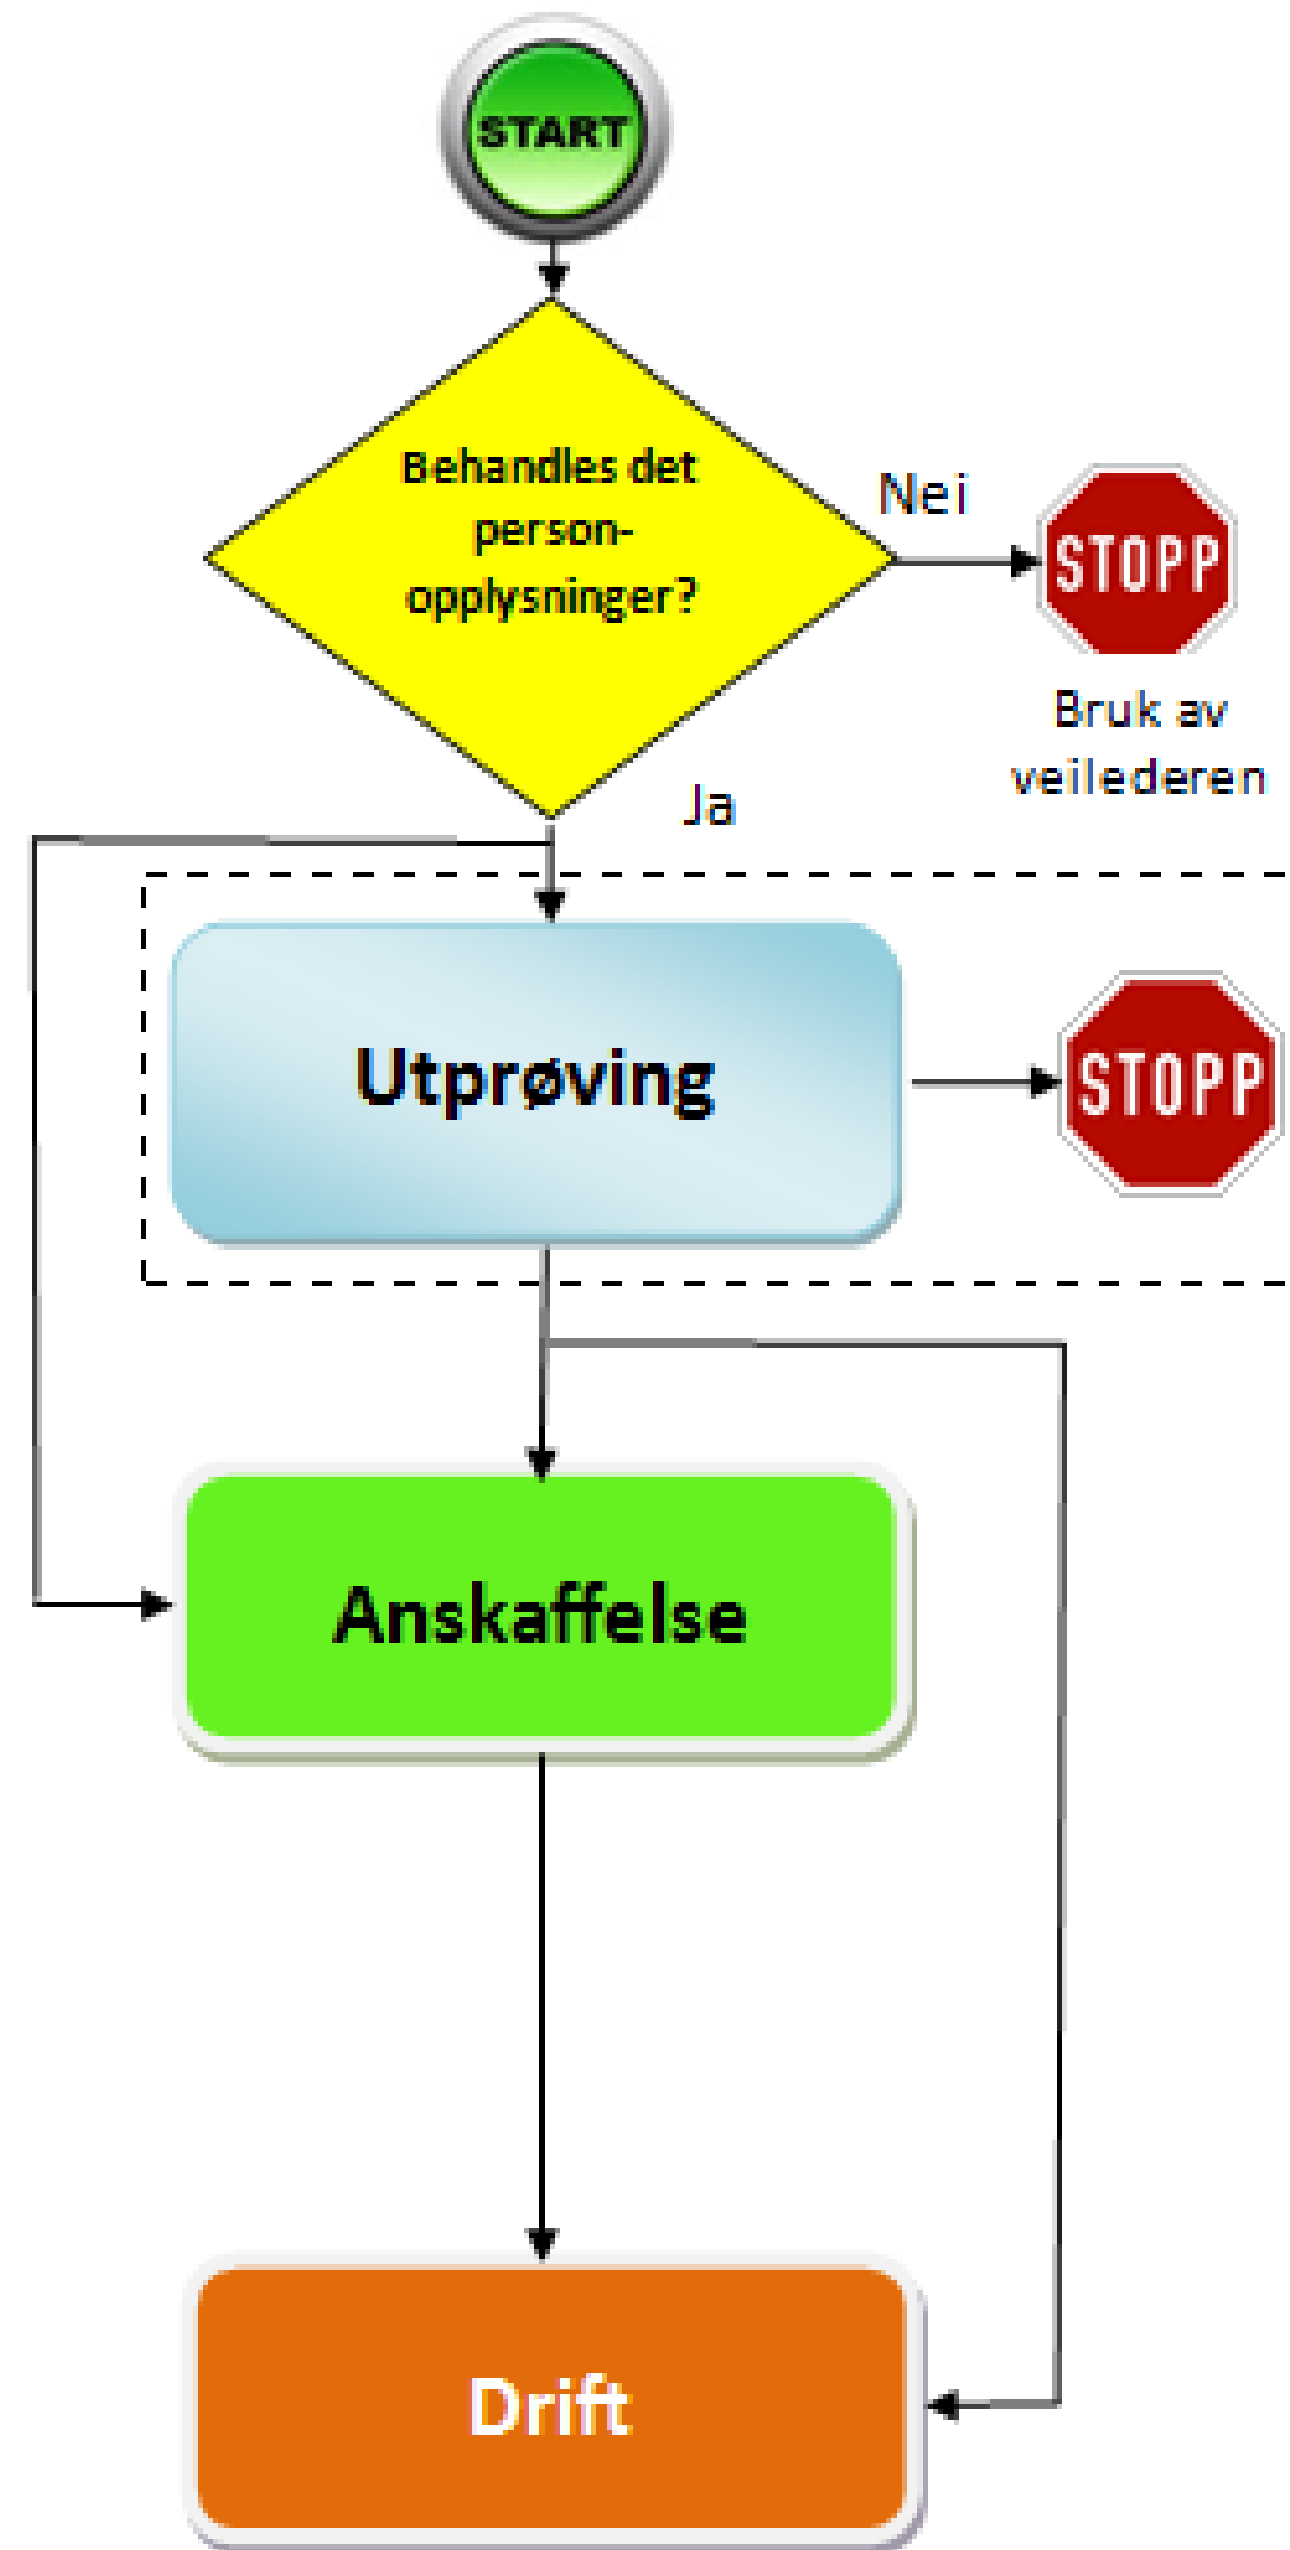 START
Behandles det
person-
opplysninger?
Nei
STOPP
Bruk av
veilederen
Ja
Utprøving
STOPP
Anskaffelse
Drift